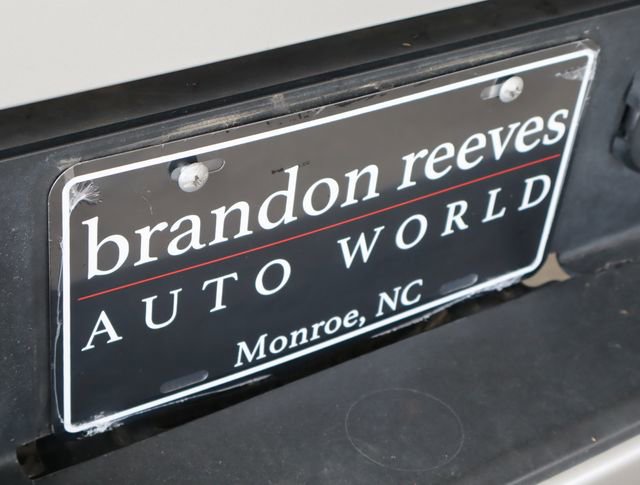 brandon reeves
AUTO WORLD
Monroe, NC